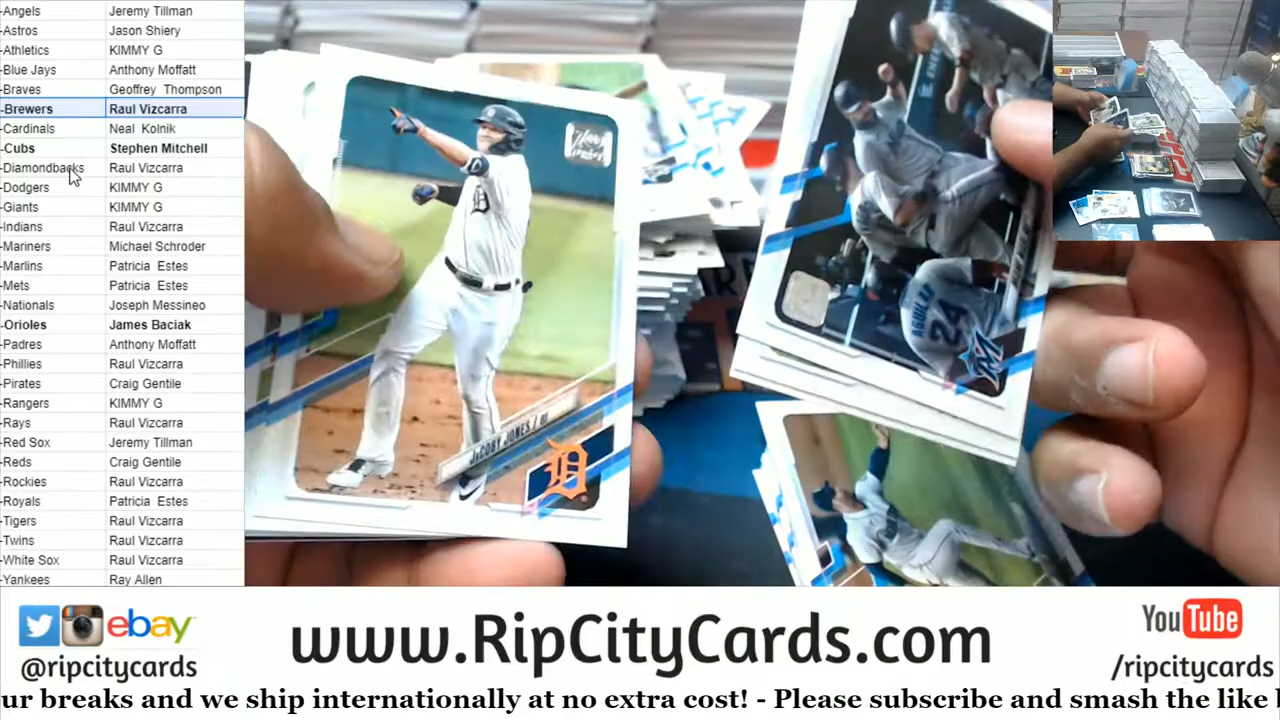 -Angels Jeremy Tillman
-Astros Jason Shiery
-Athletics KIMMY G
-Blue Jays Anthony Moffatt
-Braves Geoffrey Thompson
-Brewers Raul Vizcarra
-Cardinals Neal Kolnik
-Cubs Stephen Mitchell
-Diamondbacks Raul Vizcarra
-Dodgers KIMMY G
-Giants KIMMY G
-Indians Raul Vizcarra
-Mariners Michael Schroder
-Marlins Patricia Estes
-Mets Patricia Estes
-Nationals Joseph Messineo
-Orioles James Baciak
-Padres Anthony Moffatt
-Phillies Raul Vizcarra
-Pirates Craig Gentile
-Rangers KIMMY G
-Rays Raul Vizcarra
-Red Sox Jeremy Tillman
-Reds Craig Gentile
-Rockies Raul Vizcarra
-Royals Patricia Estes
-Tigers Raul Vizcarra
-Twins Raul Vizcarra
-White Sox Raul Vizcarra
-Yankees Ray Allen
JACOBY JONES / OF
D
AGUILAR
24
M
ebay
@ripcitycards
www.RipCityCards.com
YouTube
/ripcitycards
ur breaks and we ship internationally at no extra cost! - Please subscribe and smash the like